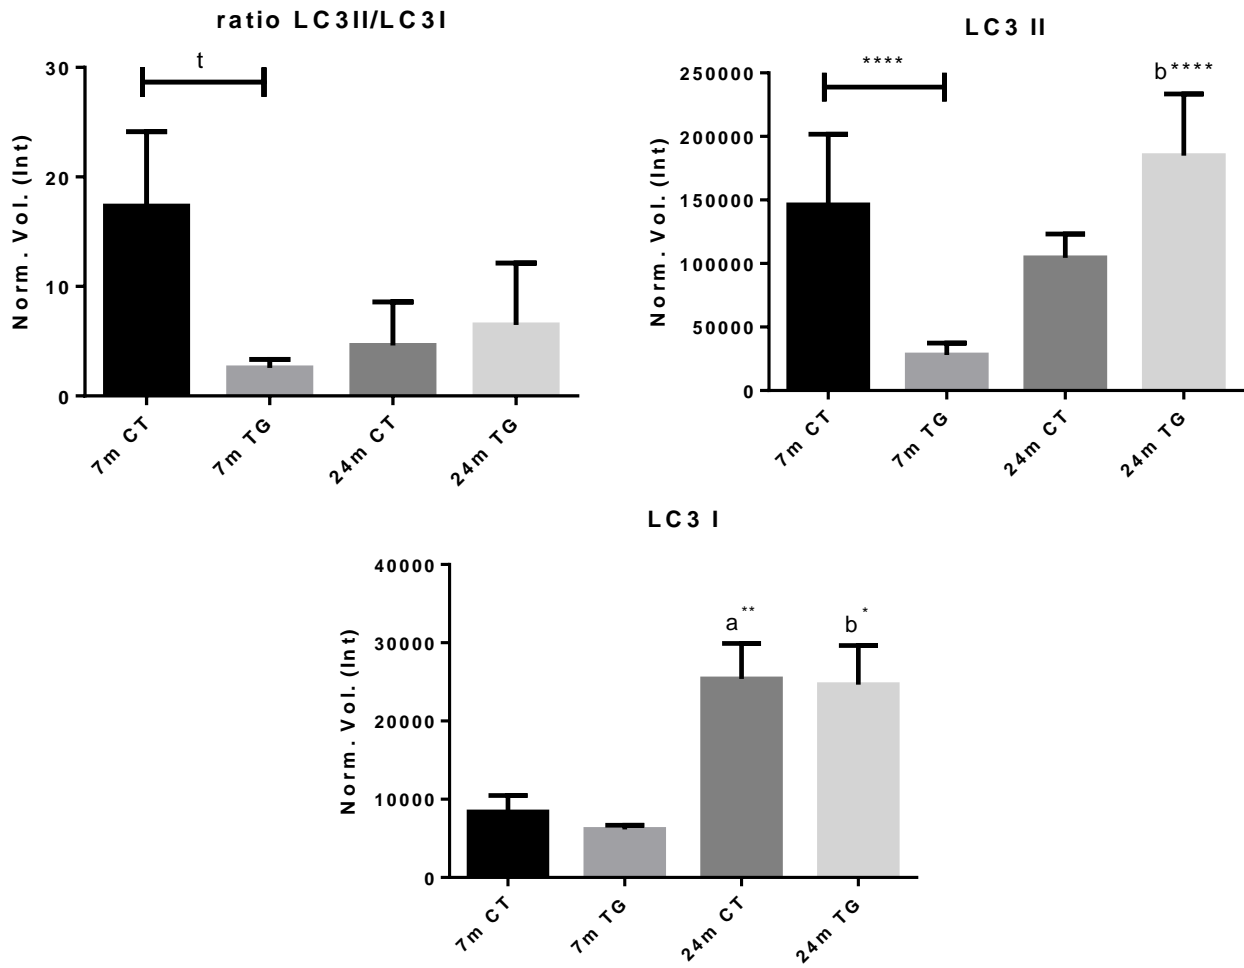 ratio LC3II/LC3I
Norm. Vol. (Int)
30
20
10
0
t
7m CT
7m TG
24m CT
24m TG
LC3 II
Norm. Vol. (Int)
250000
200000
150000
100000
50000
0
****
b****
7m CT
7m TG
24m CT
24m TG
LC3 I
Norm. Vol. (Int)
40000
30000
20000
10000
0
a**
b*
7m CT
7m TG
24m CT
24m TG